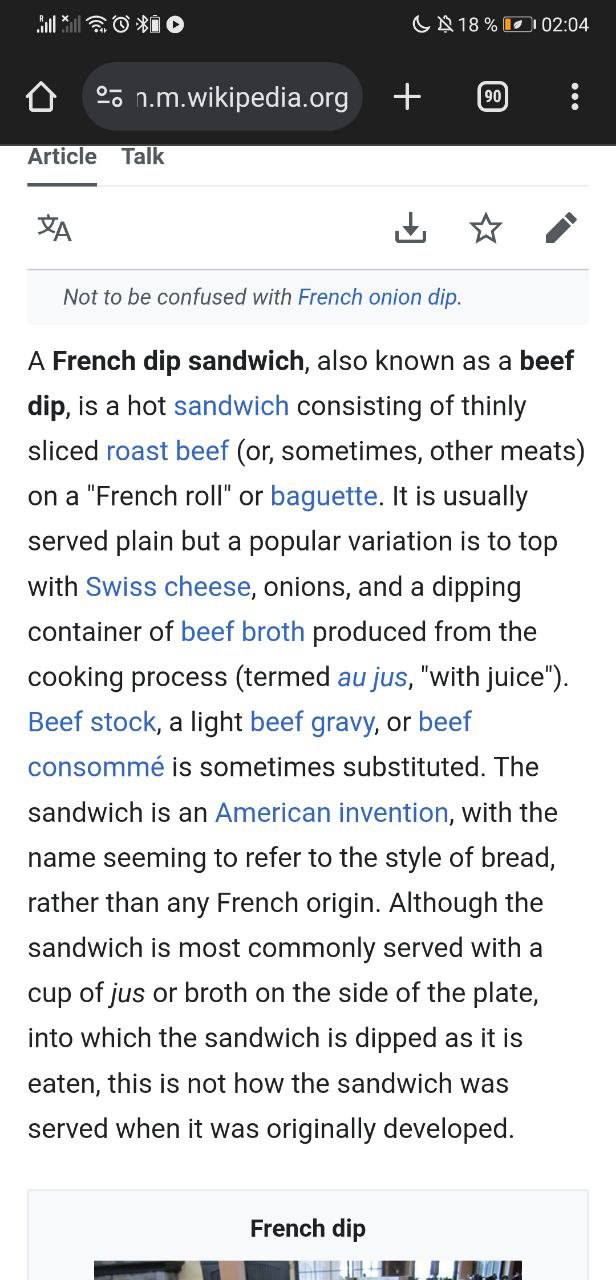 18 % 02:04
n.m.wikipedia.org 90
Article Talk
文A
Not to be confused with French onion dip.
A French dip sandwich, also known as a beef
dip, is a hot sandwich consisting of thinly
sliced roast beef (or, sometimes, other meats)
on a "French roll" or baguette. It is usually
served plain but a popular variation is to top
with Swiss cheese, onions, and a dipping
container of beef broth produced from the
cooking process (termed au jus, "with juice").
Beef stock, a light beef gravy, or beef
consommé is sometimes substituted. The
sandwich is an American invention, with the
name seeming to refer to the style of bread,
rather than any French origin. Although the
sandwich is most commonly served with a
cup of jus or broth on the side of the plate,
into which the sandwich is dipped as it is
eaten, this is not how the sandwich was
served when it was originally developed.
French dip